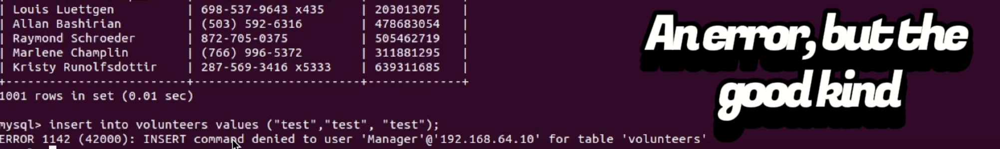 | Louis Luettgen | 698-537-9643 x435 | 203013075 |
| Allan Bashirian | (503) 592-6316 | 478683054 |
| Raymond Schroeder | 872-705-0375 | 505462719 |
| Marlene Champlin | (766) 996-5372 | 311881295 |
| Kristy Runolfsdottir | 287-569-3416 x5333 | 639311685 |
+-------------------------+-----------------------+-------------+
1001 rows in set (0.01 sec)
mysql> insert into volunteers values ("test","test", "test");
ERROR 1142 (42000): INSERT command denied to user 'Manager'@'192.168.64.10' for table 'volunteers'
An error, but the
good kind